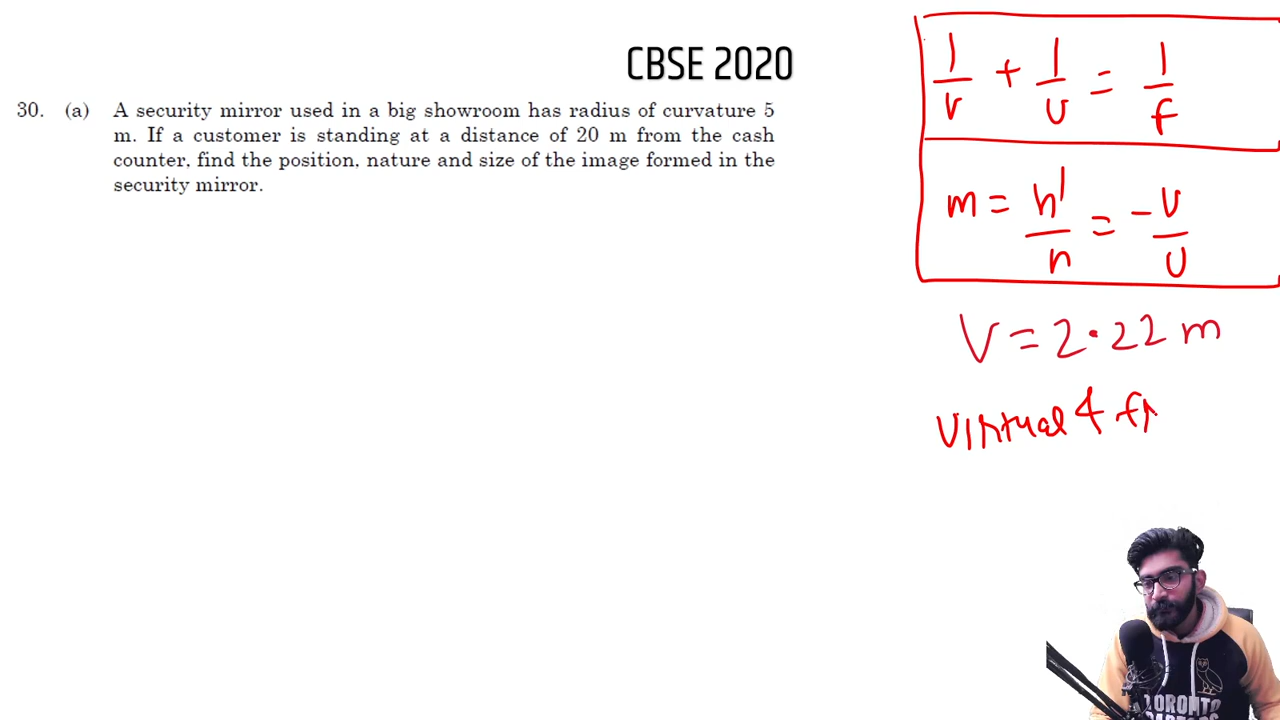 CBSE 2020
30. (a) A security mirror used in a big showroom has radius of curvature 5
m. If a customer is standing at a distance of 20 m from the cash
counter, find the position, nature and size of the image formed in the
security mirror.
1/v + 1/u = 1/f
m = h'/h = -v/u
V = 2.22 m
virtual &
TORONTO